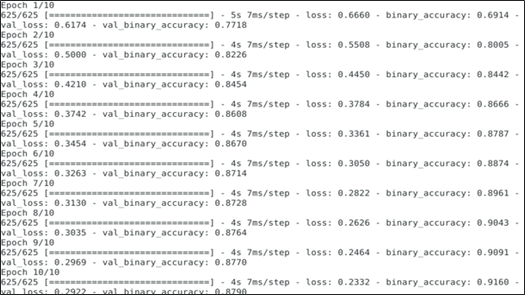 Epoch 1/10
625/625 [==============================] - 5s 7ms/step - loss: 0.6660 - binary_accuracy: 0.6914 -
val_loss: 0.6174 - val_binary_accuracy: 0.7718
Epoch 2/10
625/625 [==============================] - 4s 7ms/step - loss: 0.5508 - binary_accuracy: 0.8005 -
val_loss: 0.5000 - val_binary_accuracy: 0.8226
Epoch 3/10
625/625 [==============================] - 4s 7ms/step - loss: 0.4450 - binary_accuracy: 0.8442 -
val_loss: 0.4210 - val_binary_accuracy: 0.8454
Epoch 4/10
625/625 [==============================] - 4s 7ms/step - loss: 0.3784 - binary_accuracy: 0.8666 -
val_loss: 0.3742 - val_binary_accuracy: 0.8608
Epoch 5/10
625/625 [==============================] - 4s 7ms/step - loss: 0.3361 - binary_accuracy: 0.8787 -
val_loss: 0.3454 - val_binary_accuracy: 0.8670
Epoch 6/10
625/625 [==============================] - 4s 7ms/step - loss: 0.3050 - binary_accuracy: 0.8874 -
val_loss: 0.3263 - val_binary_accuracy: 0.8714
Epoch 7/10
625/625 [==============================] - 4s 7ms/step - loss: 0.2822 - binary_accuracy: 0.8961 -
val_loss: 0.3130 - val_binary_accuracy: 0.8728
Epoch 8/10
625/625 [==============================] - 4s 7ms/step - loss: 0.2626 - binary_accuracy: 0.9043 -
val_loss: 0.3035 - val_binary_accuracy: 0.8764
Epoch 9/10
625/625 [==============================] - 4s 7ms/step - loss: 0.2464 - binary_accuracy: 0.9091 -
val_loss: 0.2969 - val_binary_accuracy: 0.8770
Epoch 10/10
625/625 [==============================] - 4s 7ms/step - loss: 0.2332 - binary_accuracy: 0.9160 -
val_loss: 0.2922 - val_binary_accuracy: 0.8790